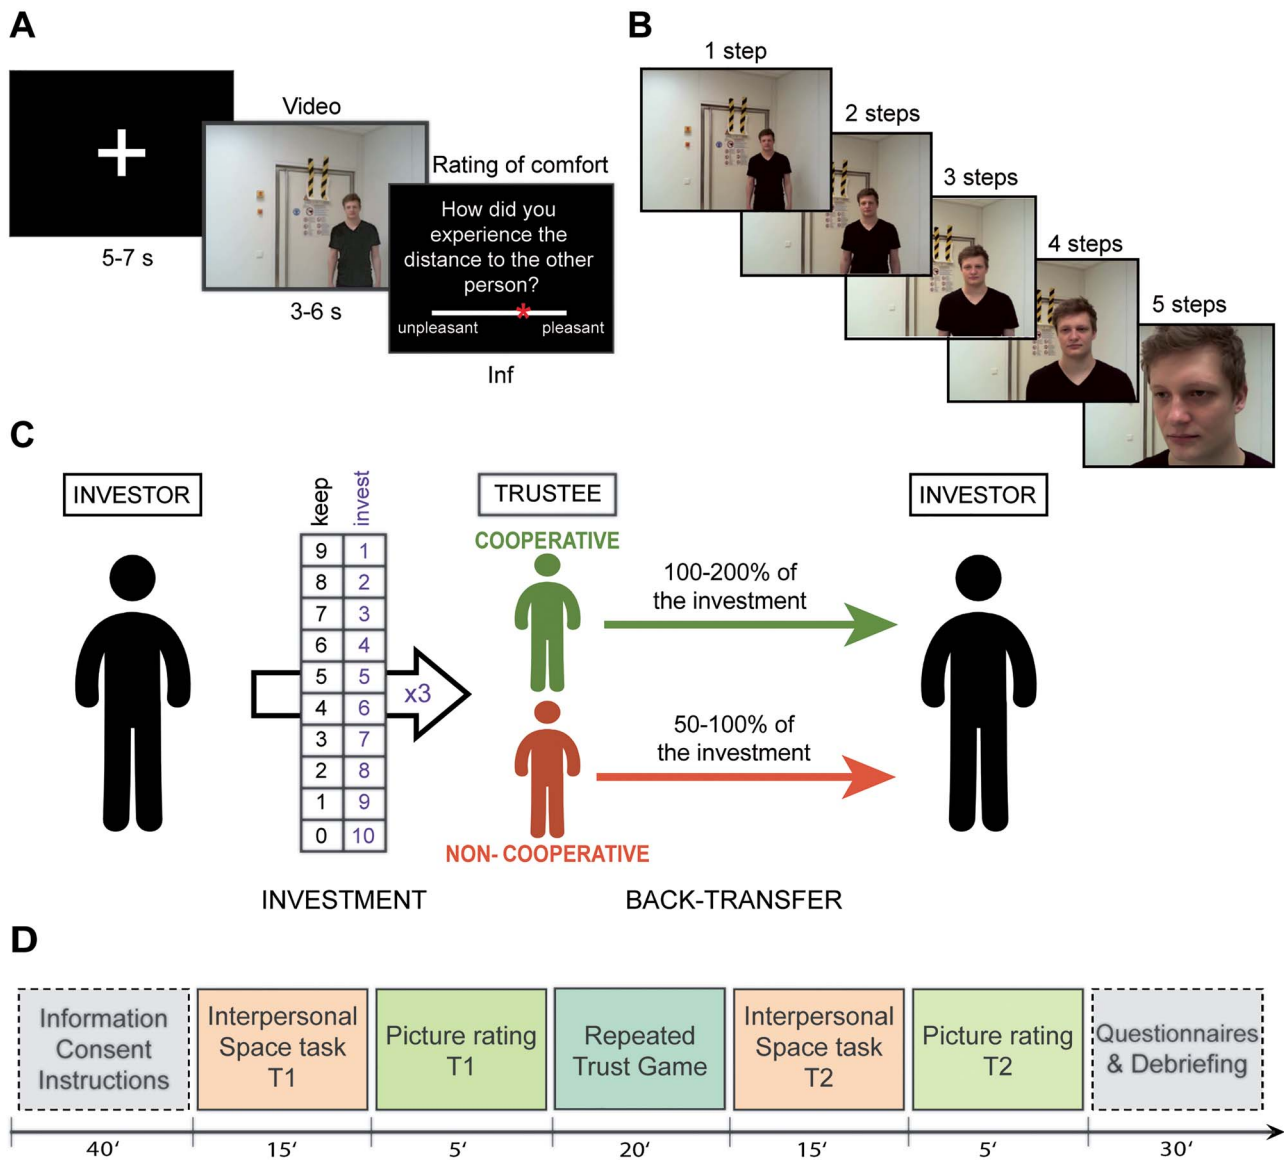 A
5-7 s
Video
3-6 s
Rating of comfort
How did you
experience the
distance to the other
person?
*
unpleasant
pleasant
Inf
B
1 step
2 steps
3 steps
4 steps
5 steps
C
INVESTOR
keep invest
9 1
8 2
7 3
6 4
5 5
4 6
3 7
2 8
1 9
0 10
x3
INVESTMENT
TRUSTEE
COOPERATIVE
NON- COOPERATIVE
100-200% of
the investment
50-100% of
the investment
BACK-TRANSFER
INVESTOR
D
Information
Consent
Instructions
Interpersonal
Space task
T1
Picture rating
T1
Repeated
Trust Game
Interpersonal
Space task
T2
Picture rating
T2
Questionnaires
& Debriefing
40‘
15‘
5‘
20‘
15‘
5‘
30‘